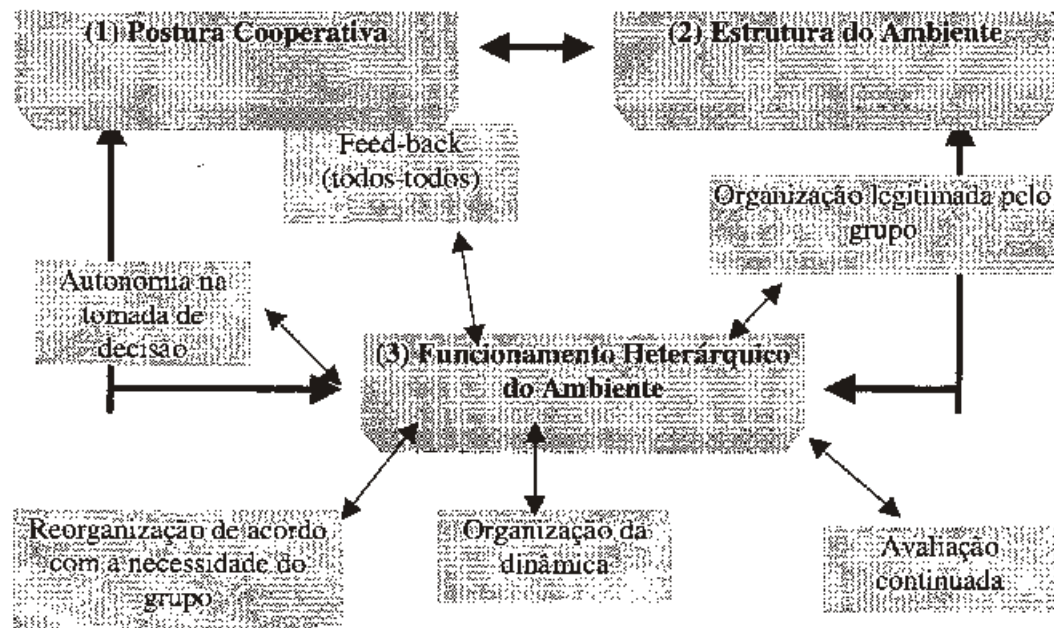 (1) Postura Cooperativa
(2) Estrutura do Ambiente
Feed-back
(todos-todos)
Organização legitimada pelo
grupo
Autonomia na
tomada de
decisão
(3) Funcionamento Heterárquico
do Ambiente
Reorganização de acordo
com a necessidade do
grupo
Organização da
dinâmica
Avaliação
continuada